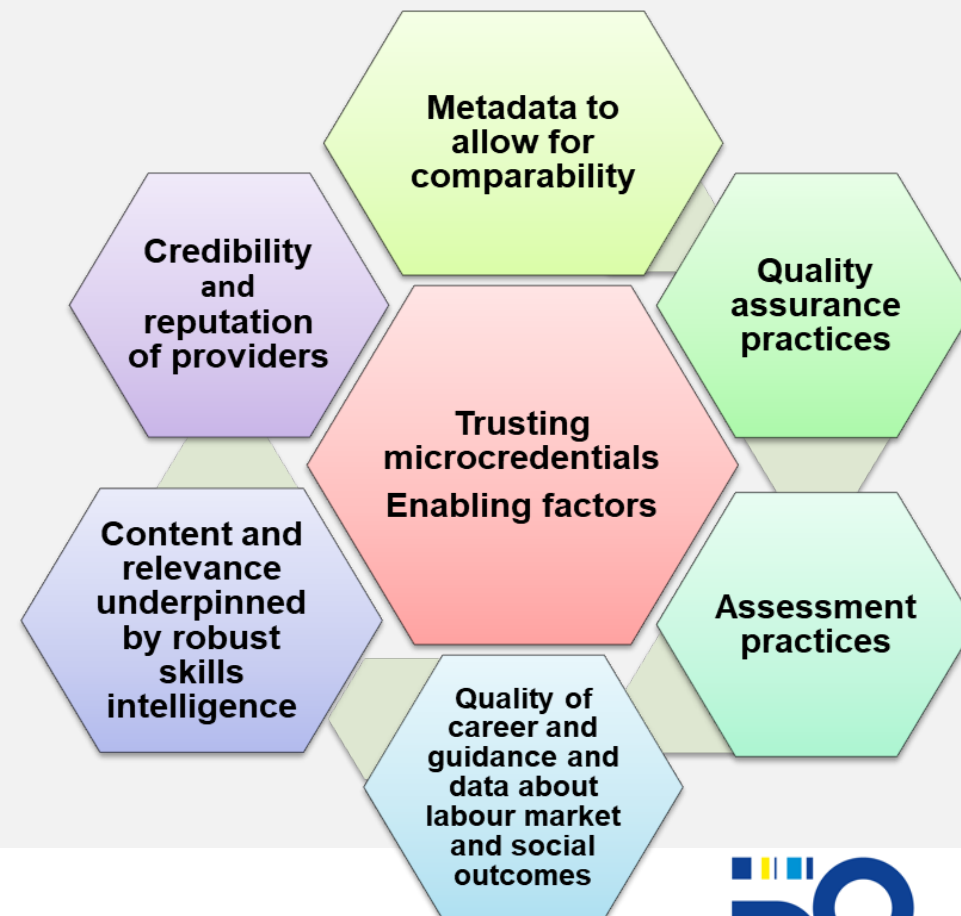 Metadata to
allow for
comparability
Credibility
and
reputation
of providers
Quality
assurance
practices
Trusting
microcredentials
Enabling factors
Content and
relevance
underpinned
by robust
skills
intelligence
Assessment
practices
Quality of
career and
guidance and
data about
labour market
and social
outcomes